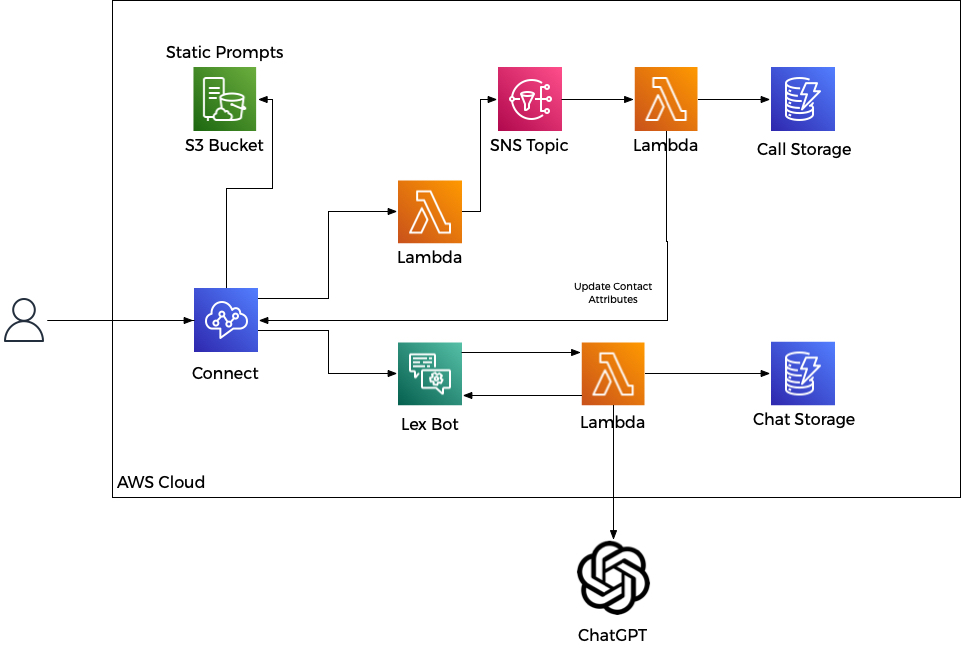 Static Prompts
S3 Bucket
SNS Topic
Lambda
Call Storage
Lambda
Update Contact
Attributes
Connect
Lex Bot
Lambda
Chat Storage
AWS Cloud
ChatGPT